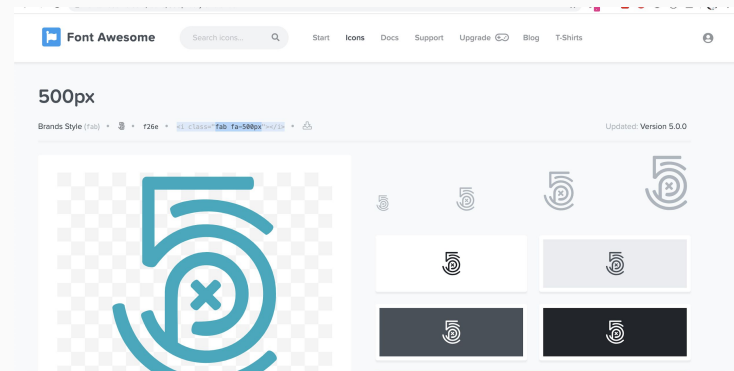 Font Awesome
Search icons...
Start Icons Docs Support Upgrade Blog T-Shirts
500px
Brands Style (fab) • • f26e • <i class="fab fa-500px"></i> •
Updated: Version 5.0.0